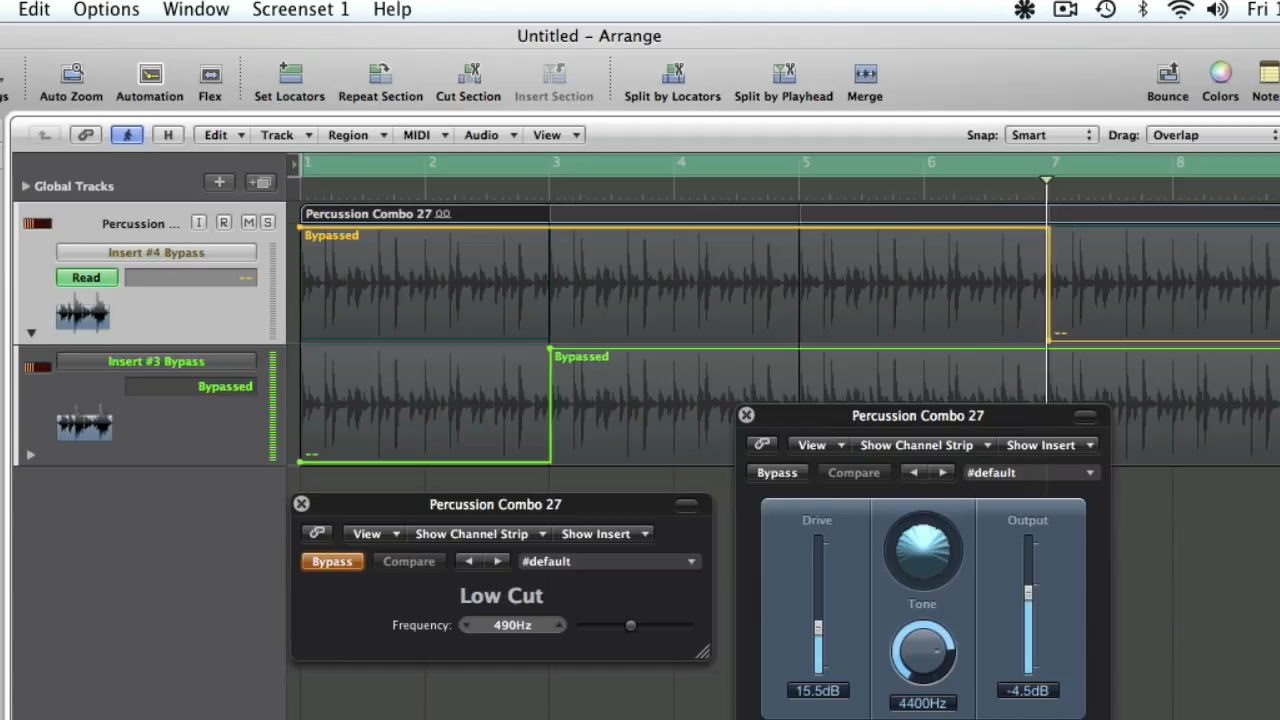 Edit Options Window Screenset 1 Help Fri
Untitled - Arrange
Auto Zoom Automation Flex Set Locators Repeat Section Cut Section Insert Section Split by Locators Split by Playhead Merge Bounce Colors
H Edit Track Region MIDI Audio View Snap: Smart Drag: Overlap
1 2 3 4 5 6 7 8
Global Tracks
Percussion Combo 27
Percussion ... I R M S
Bypassed
Insert #4 Bypass
Read --
--
Insert #3 Bypass
Bypassed
Bypassed
--
Percussion Combo 27
View Show Channel Strip Show Insert
Bypass Compare #default
Drive
Tone
Output
15.5dB
4400Hz
-4.5dB
Percussion Combo 27
View Show Channel Strip Show Insert
Bypass Compare #default
Low Cut
Frequency: 490Hz